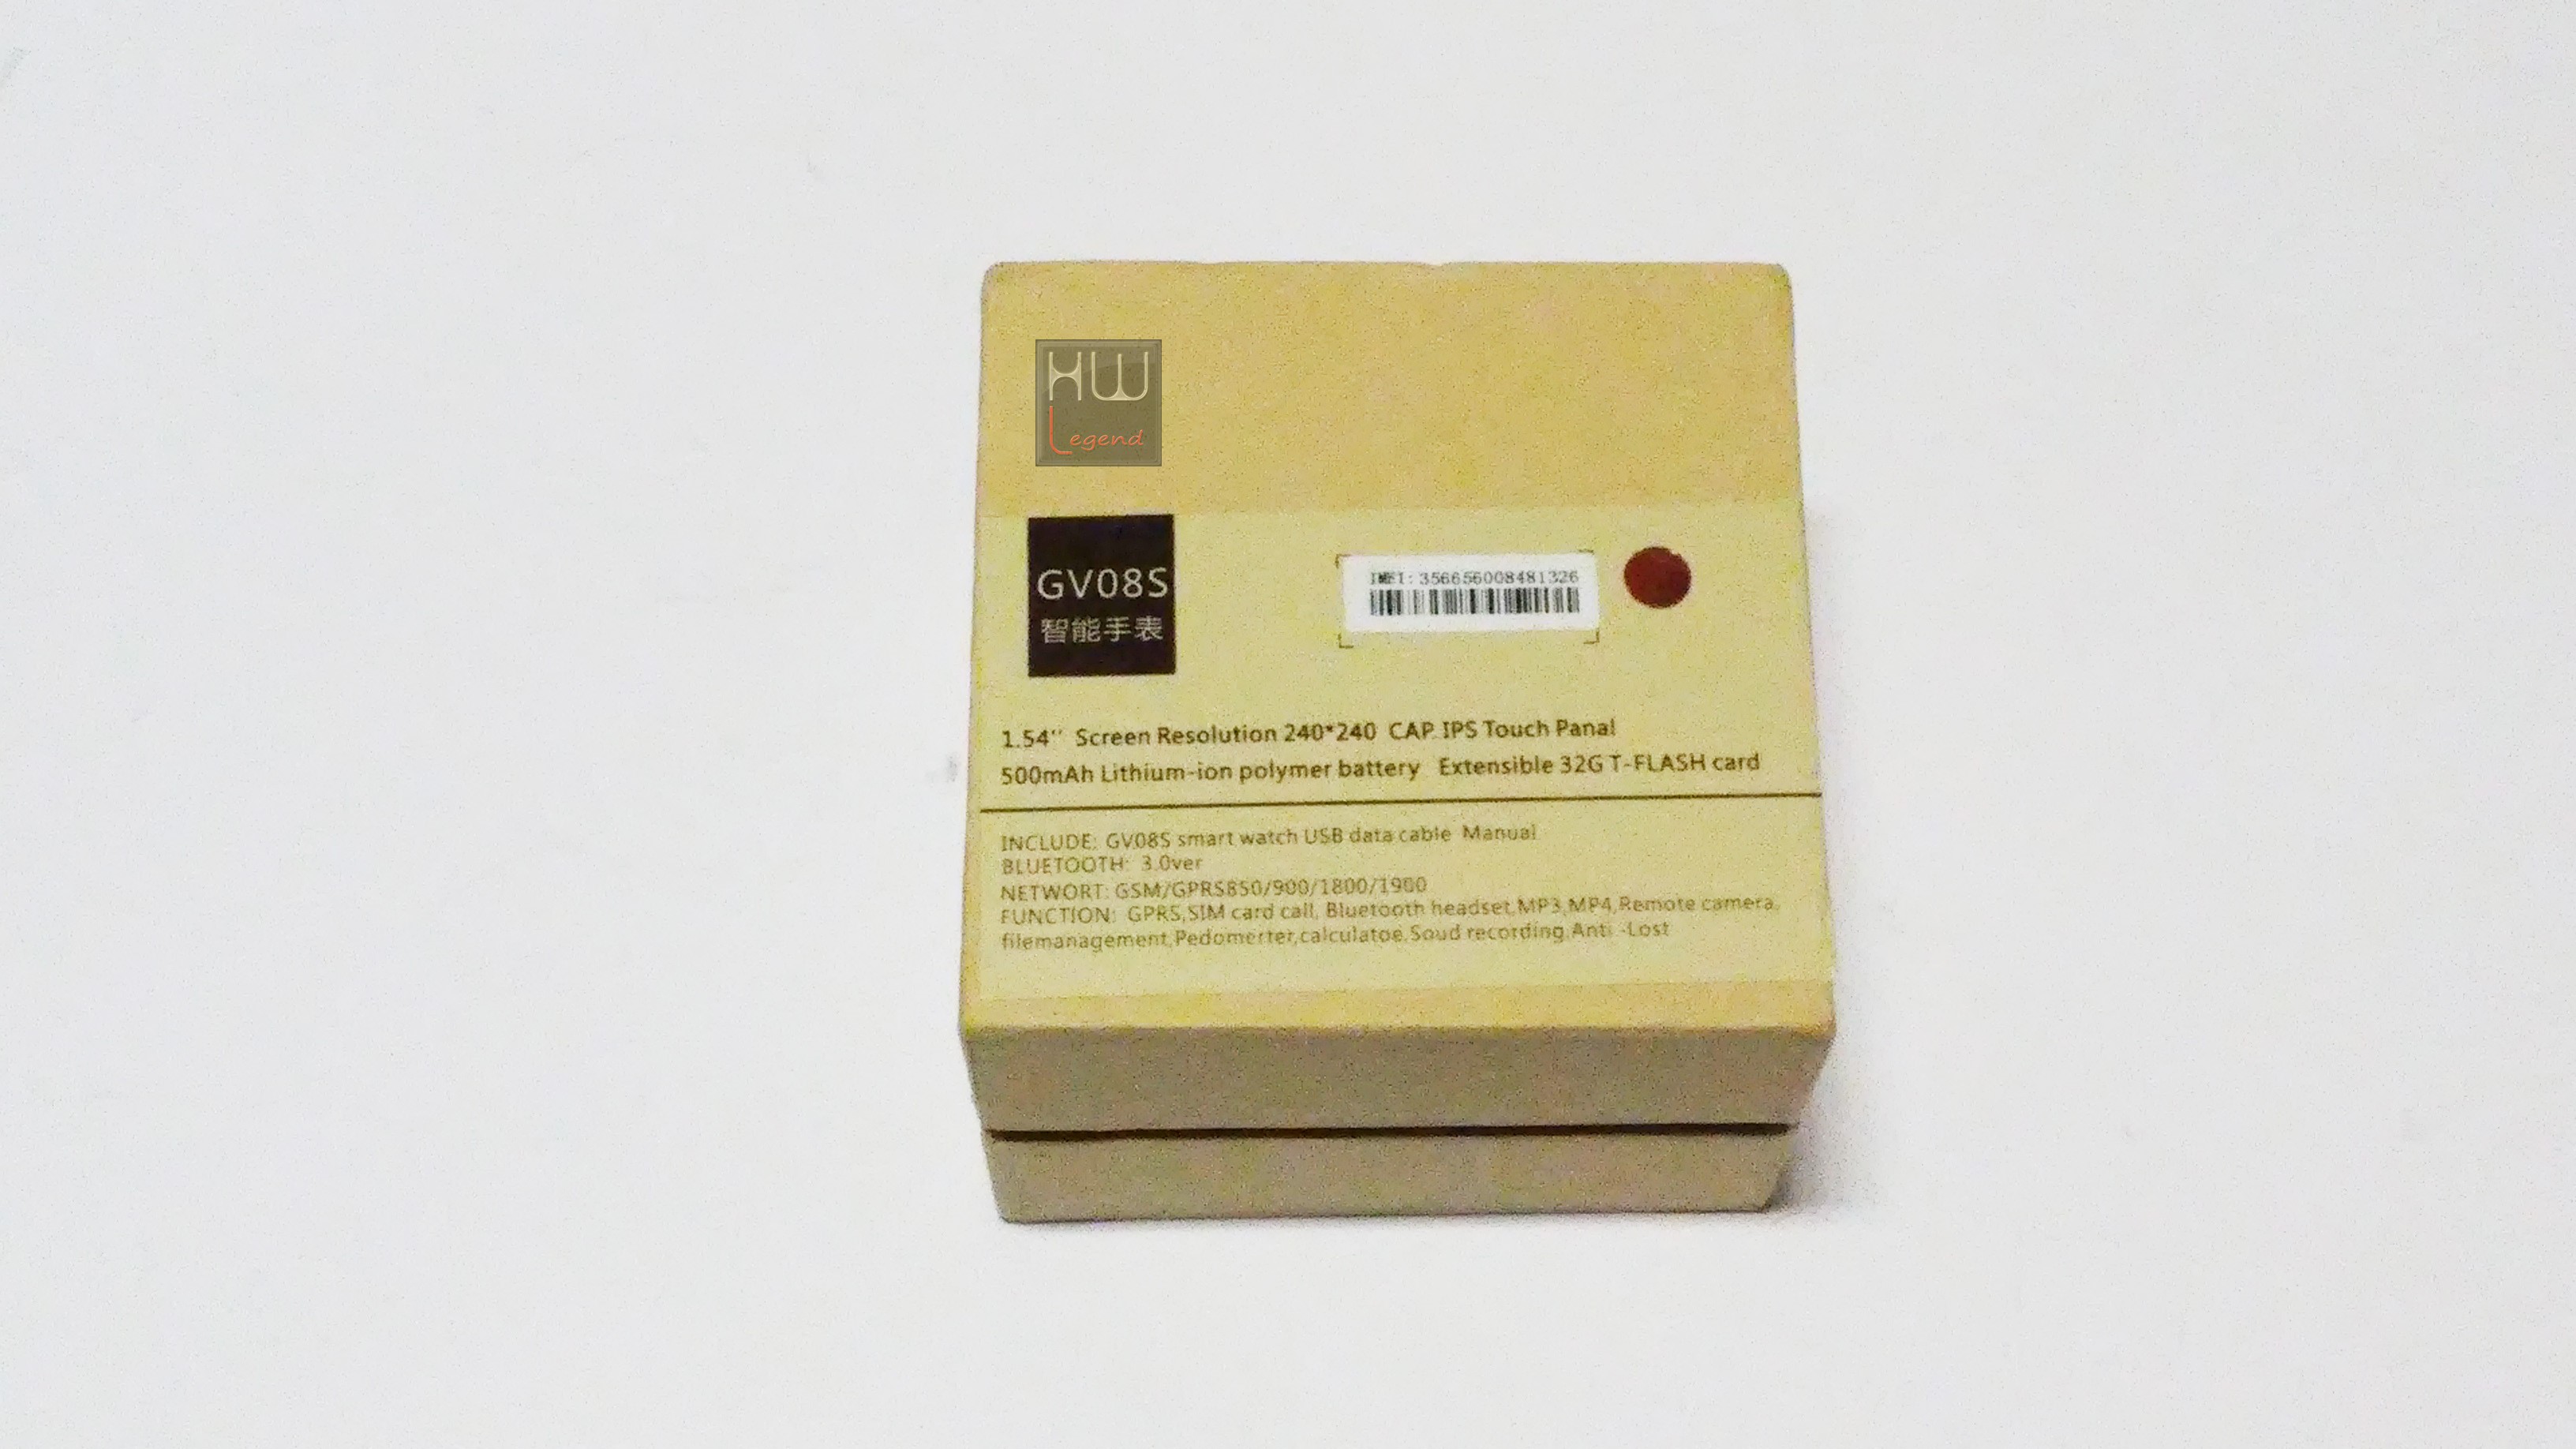 HW
Legend
GV08S
智能手表
IMEI: 356656008481326
1.54'' Screen Resolution 240*240 CAP IPS Touch Panal
500mAh Lithium-ion polymer battery Extensible 32G T-FLASH card
INCLUDE: GV08S smart watch USB data cable Manual
BLUETOOTH: 3.0ver
NETWORT: GSM/GPRS850/900/1800/1900
FUNCTION: GPRS,SIM card call, Bluetooth headset,MP3,MP4,Remote camera,
filemanagement,Pedomerter,calculatoe,Soud recording,Anti -Lost